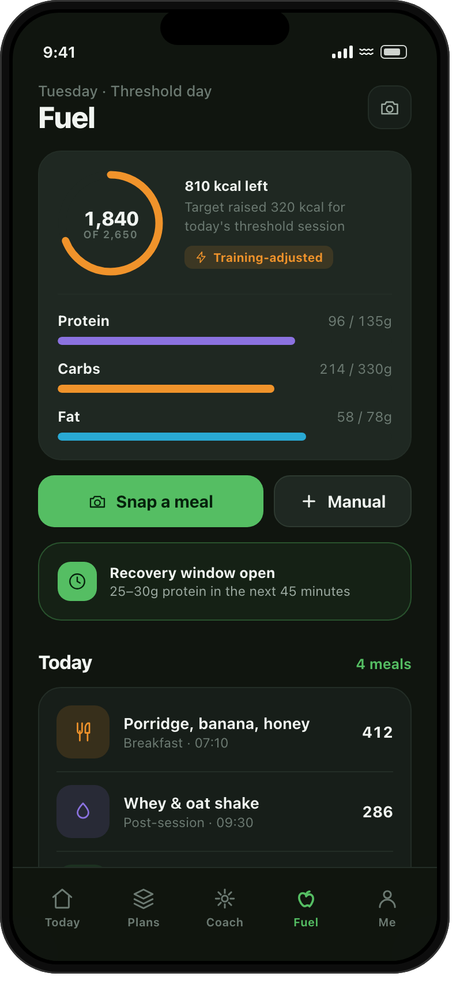 9:41
Tuesday · Threshold day
Fuel
1,840
OF 2,650
810 kcal left
Target raised 320 kcal for
today's threshold session
Training-adjusted
Protein 96 / 135g
Carbs 214 / 330g
Fat 58 / 78g
Snap a meal
Manual
Recovery window open
25–30g protein in the next 45 minutes
Today 4 meals
Porridge, banana, honey
Breakfast · 07:10
412
Whey & oat shake
Post-session · 09:30
286
Today Plans Coach Fuel Me